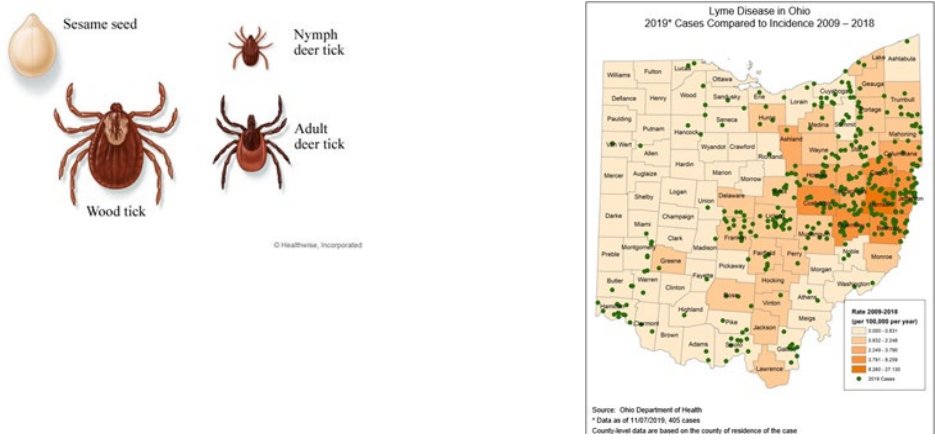 Sesame seed
Nymph
deer tick
Adult
deer tick
Wood tick
© Healthwise, Incorporated
Lyme Disease in Ohio
2019* Cases Compared to Incidence 2009 – 2018
Williams
Fulton
Lucas
Ottawa
Lake
Ashtabula
Geauga
Cuyahoga
Defiance
Henry
Wood
Sandusky
Erie
Lorain
Trumbull
Portage
Paulding
Putnam
Hancock
Seneca
Huron
Medina
Summit
Mahoning
Van Wert
Allen
Wyandot
Crawford
Richland
Ashland
Wayne
Stark
Hardin
Mercer
Auglaize
Marion
Morrow
Holmes
Logan
Shelby
Union
Delaware
Darke
Champaign
Miami
Licking
Clark
Madison
Franklin
Preble
Montgomery
Greene
Fairfield
Perry
Noble
Monroe
Pickaway
Morgan
Fayette
Hocking
Butler
Warren
Clinton
Ross
Athens
Washington
Vinton
Hamilton
Clermont
Highland
Pike
Meigs
Jackson
Brown
Adams
Scioto
Gallia
Lawrence
Rate 2009-2018
(per 100,000 per year)
2019 Cases
Source: Ohio Department of Health
* Data as of 11/07/2019, 405 cases
County-level data are based on the county of residence of the case